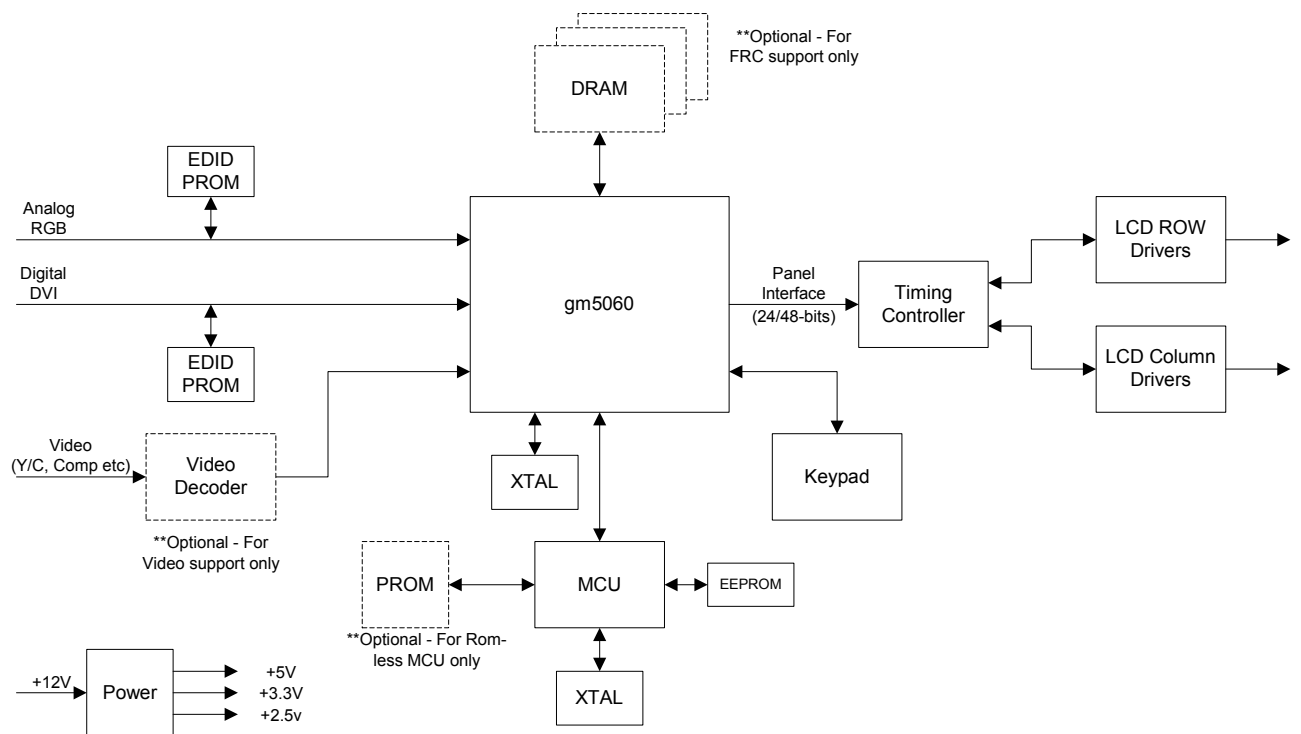 **Optional - For
FRC support only
DRAM
EDID
PROM
Analog
RGB
Digital
DVI
EDID
PROM
gm5060
Panel
Interface
(24/48-bits)
Timing
Controller
LCD ROW
Drivers
LCD Column
Drivers
Video
(Y/C, Comp etc)
Video
Decoder
**Optional - For
Video support only
XTAL
Keypad
PROM
**Optional - For Rom-
less MCU only
MCU
EEPROM
XTAL
+12V
Power
+5V
+3.3V
+2.5v